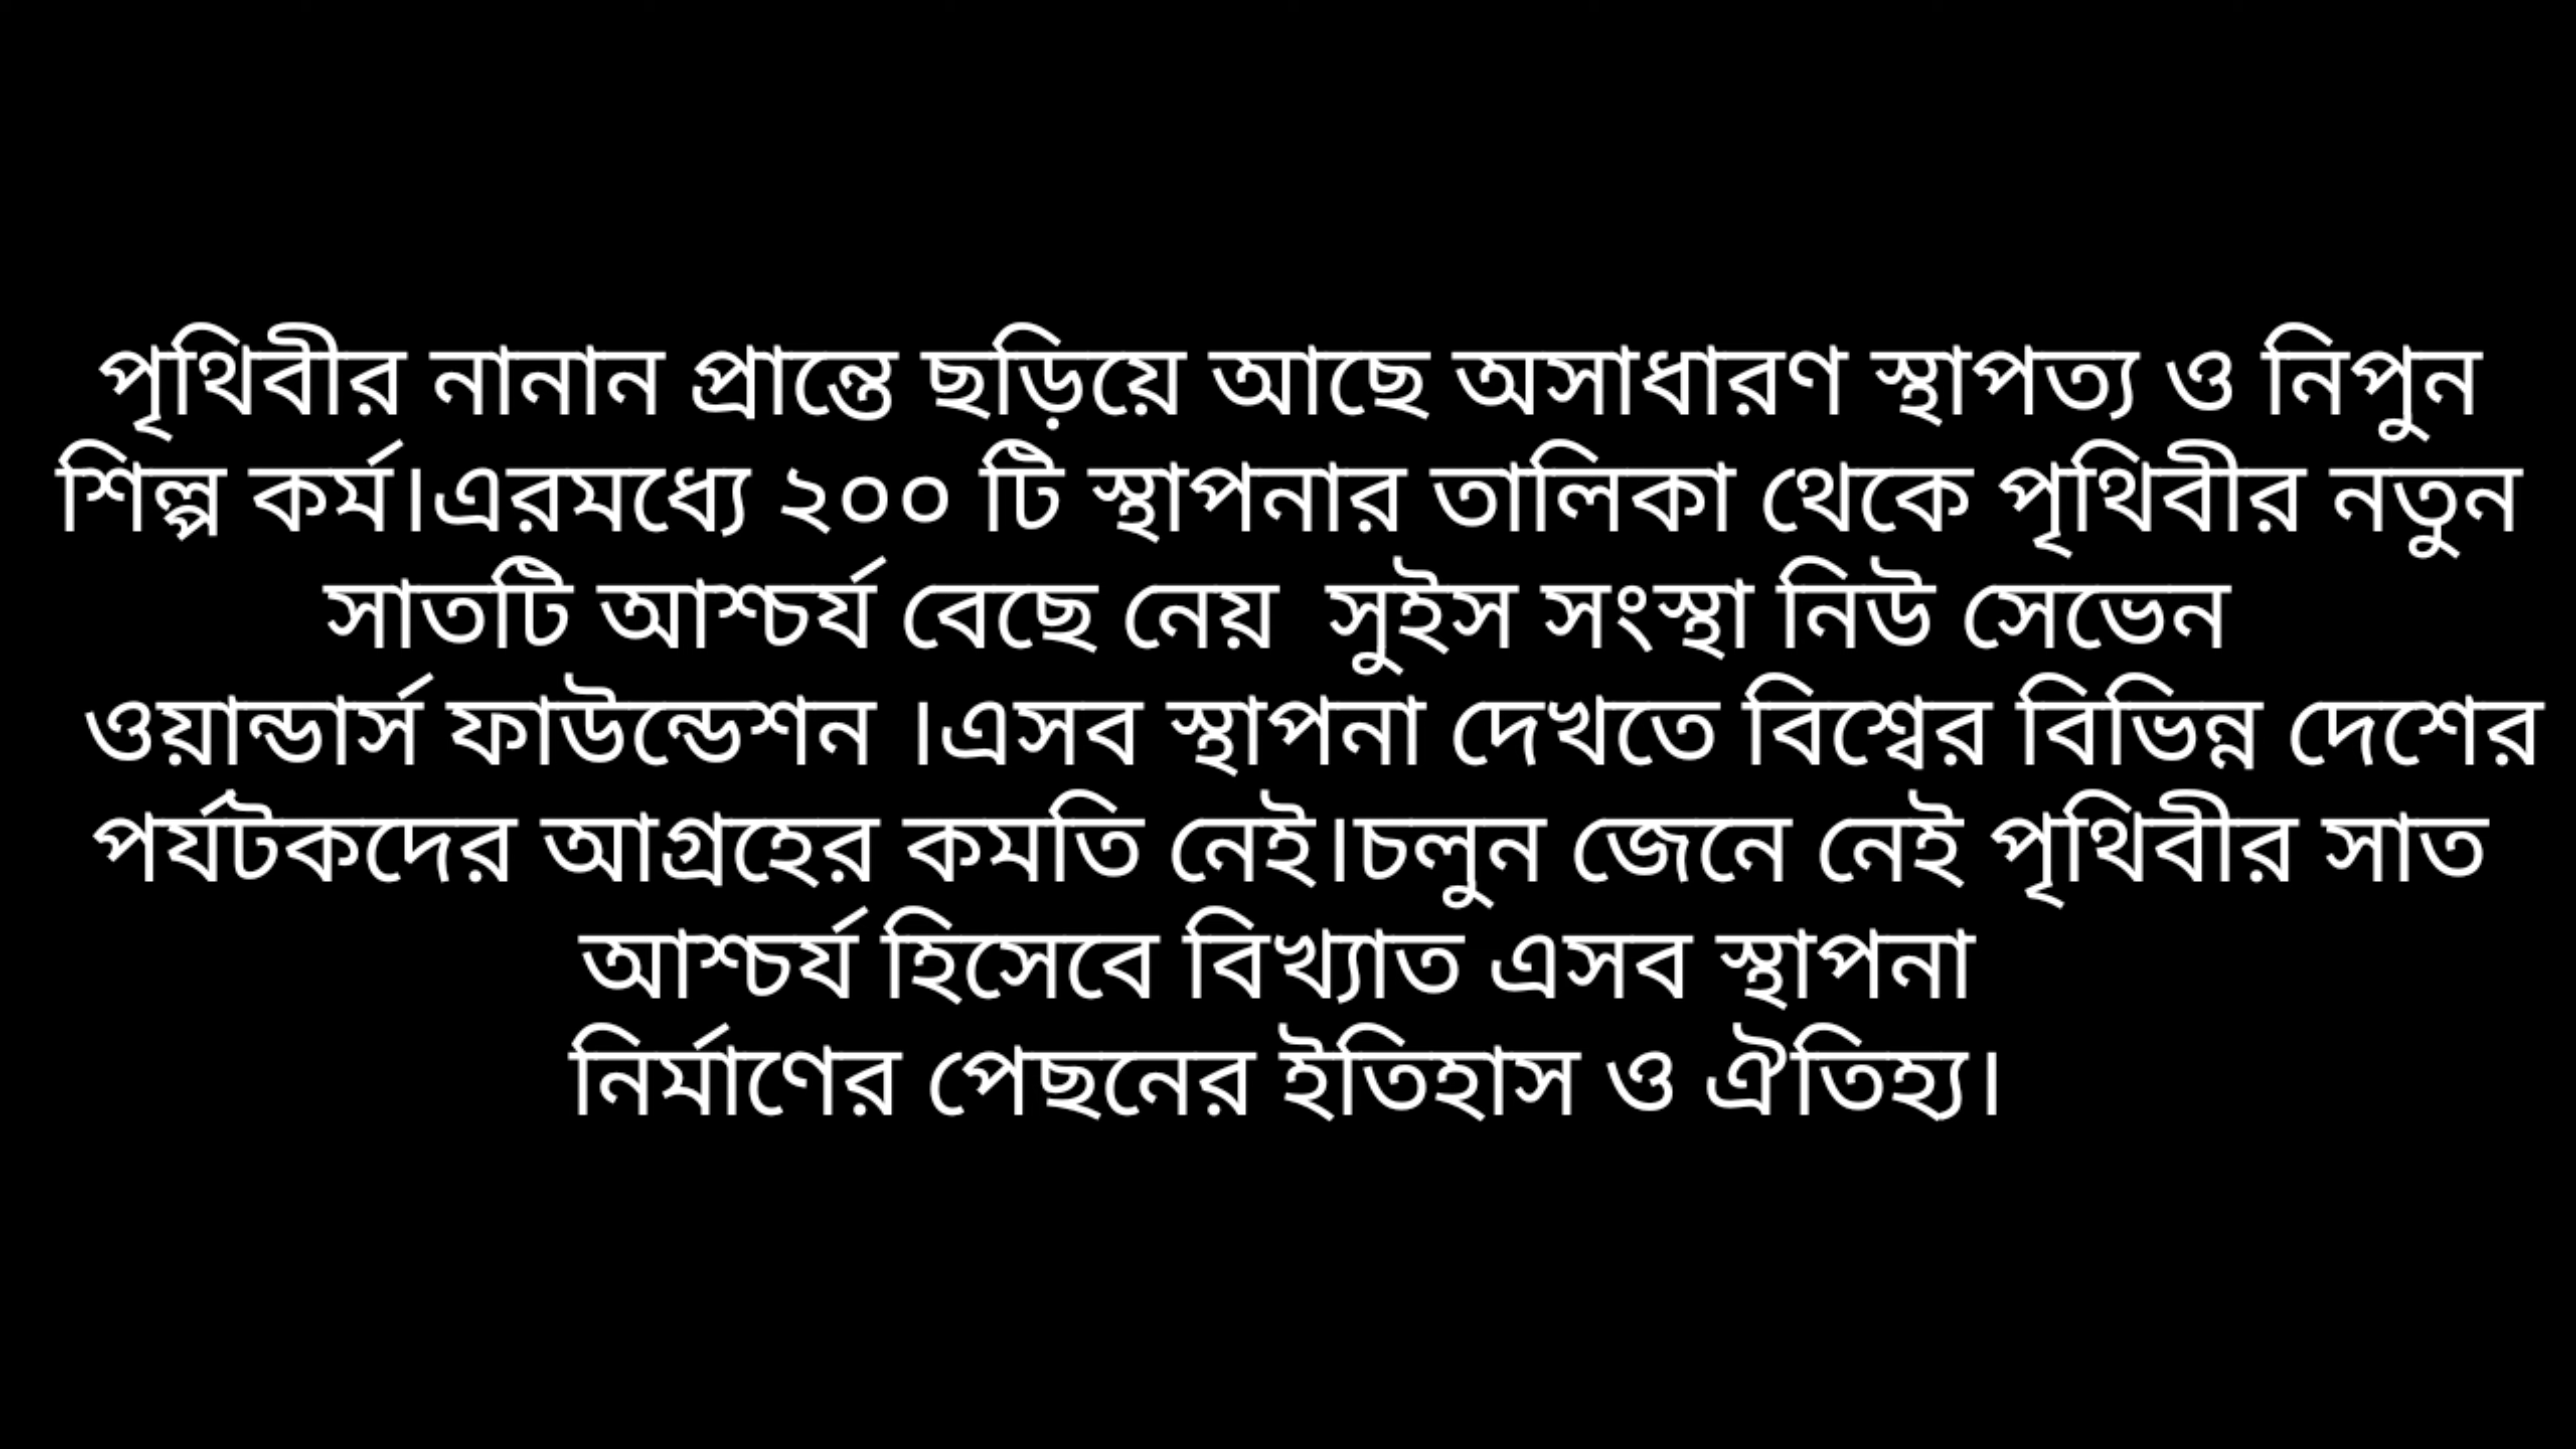 পৃথিবীর নানান প্রান্তে ছড়িয়ে আছে অসাধারণ স্থাপত্য ও নিপুন
শিল্প কর্ম।এরমধ্যে ২০০ টি স্থাপনার তালিকা থেকে পৃথিবীর নতুন
সাতটি আশ্চর্য বেছে নেয়  সুইস সংস্থা নিউ সেভেন
ওয়ান্ডার্স ফাউন্ডেশন ।এসব স্থাপনা দেখতে বিশ্বের বিভিন্ন দেশের
পর্যটকদের আগ্রহের কমতি নেই।চলুন জেনে নেই পৃথিবীর সাত
আশ্চর্য হিসেবে বিখ্যাত এসব স্থাপনা
নির্মাণের পেছনের ইতিহাস ও ঐতিহ্য।